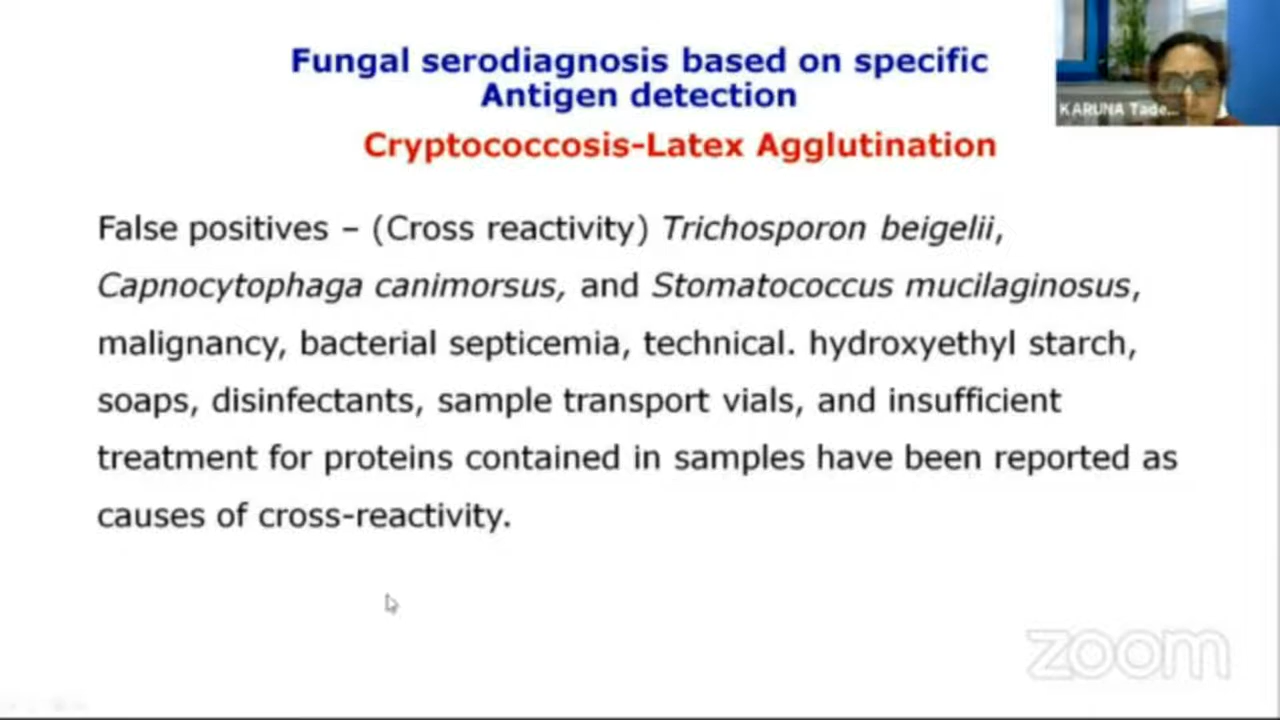 Fungal serodiagnosis based on specific
Antigen detection
KARUNA Tade...
Cryptococcosis-Latex Agglutination
False positives – (Cross reactivity) Trichosporon beigelii,
Capnocytophaga canimorsus, and Stomatococcus mucilaginosus,
malignancy, bacterial septicemia, technical. hydroxyethyl starch,
soaps, disinfectants, sample transport vials, and insufficient
treatment for proteins contained in samples have been reported as
causes of cross-reactivity.
zoom